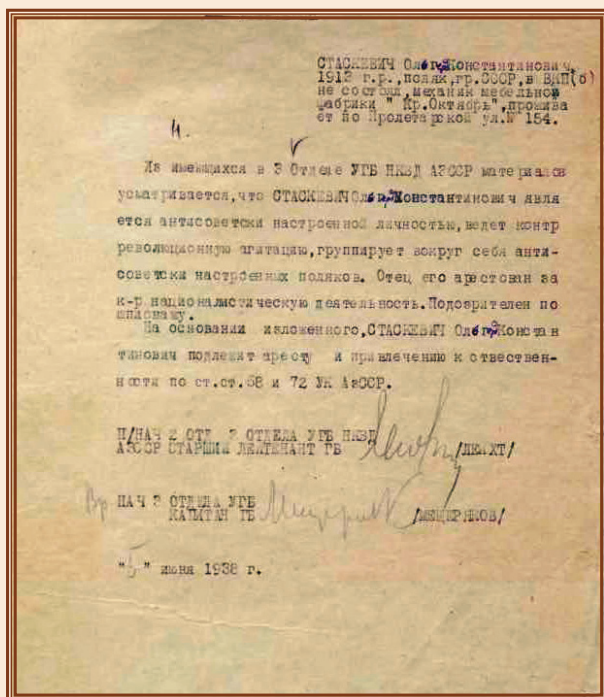 СТАСКЕВИЧ Олег Константинович,
1913 г.р.,поляк,гр.СССР,в ВКП(б)
не состоял,механик мебельной
фабрики " Кр.Октябрь",прожива
ет по Пролетарской ул.№ 154.
Из имеющихся в 3 Отделе УГБ НКВД АзССР материалов
усматривается,что СТАСКЕВИЧ Олег Константинович явля
ется антисоветски настроенной личностью,ведет контр
революционную агитацию,группирует вокруг себя анти-
советски настроенных поляков. Отец его арестован за
к-р националистическую деятельность.Подозрителен по
шпионажу.
На основании изложенного,СТАСКЕВИЧ Олег Констан
тинович подлежит аресту и привлечению к отвествен-
ности по ст.ст.68 и 72 УК АзССР.
П/НАЧ 2 ОТД 3 ОТДЕЛА УГБ НКВД
АЗССР СТАРШИЙ ЛЕЙТЕНАНТ ГБ /ЛЕИХТ/
Вр НАЧ 3 ОТДЕЛА УГБ
КАПИТАН ГБ /МЕЩЕРЯКОВ/
"5" июня 1938 г.